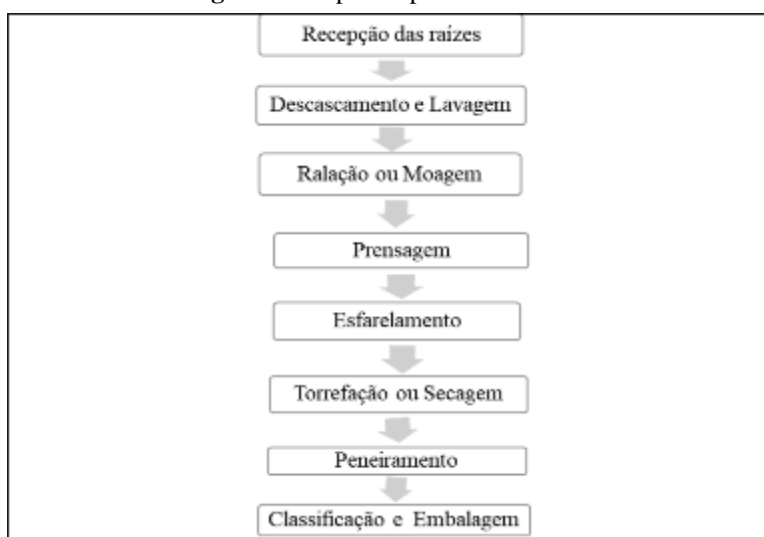 Recepção das raízes
Descascamento e Lavagem
Ralação ou Moagem
Prensagem
Esfarelamento
Torrefação ou Secagem
Peneiramento
Classificação e Embalagem